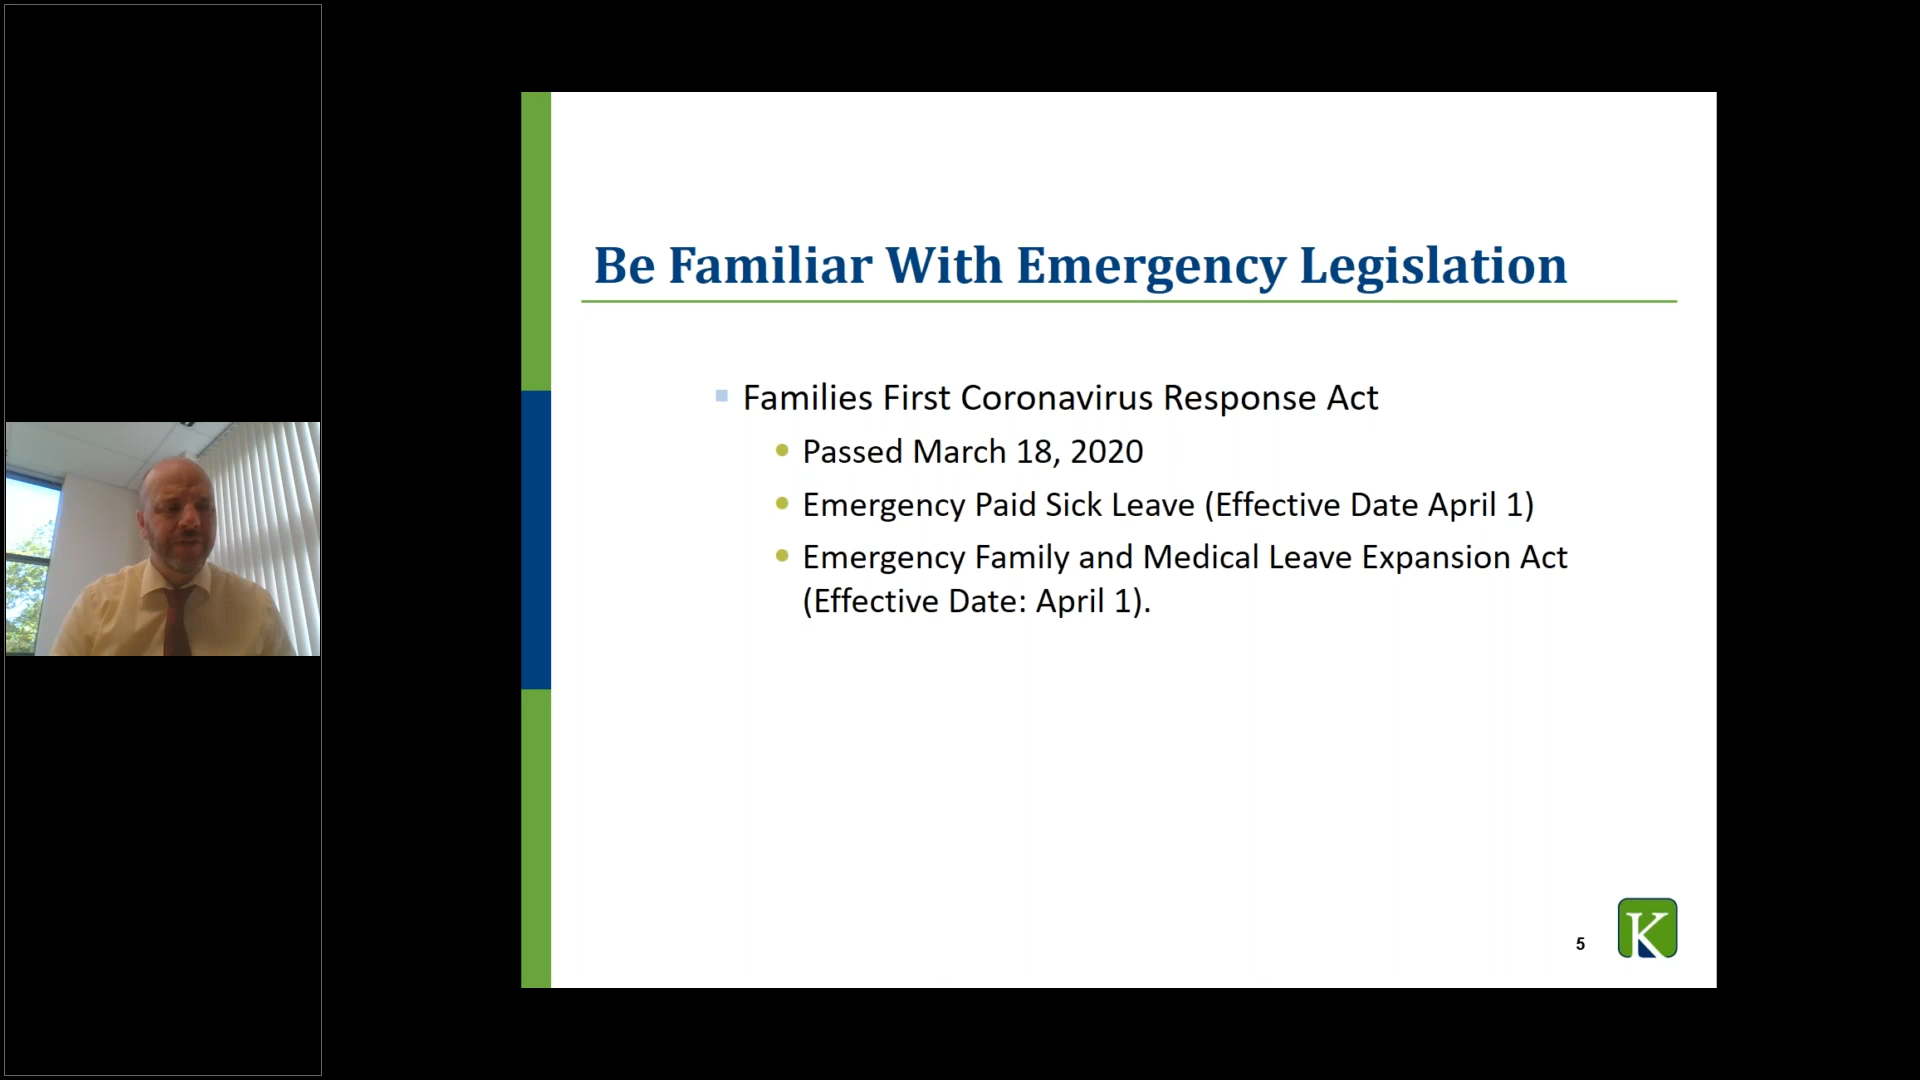 Be Familiar With Emergency Legislation
Families First Coronavirus Response Act
Passed March 18, 2020
Emergency Paid Sick Leave (Effective Date April 1)
Emergency Family and Medical Leave Expansion Act
(Effective Date: April 1).
5
K